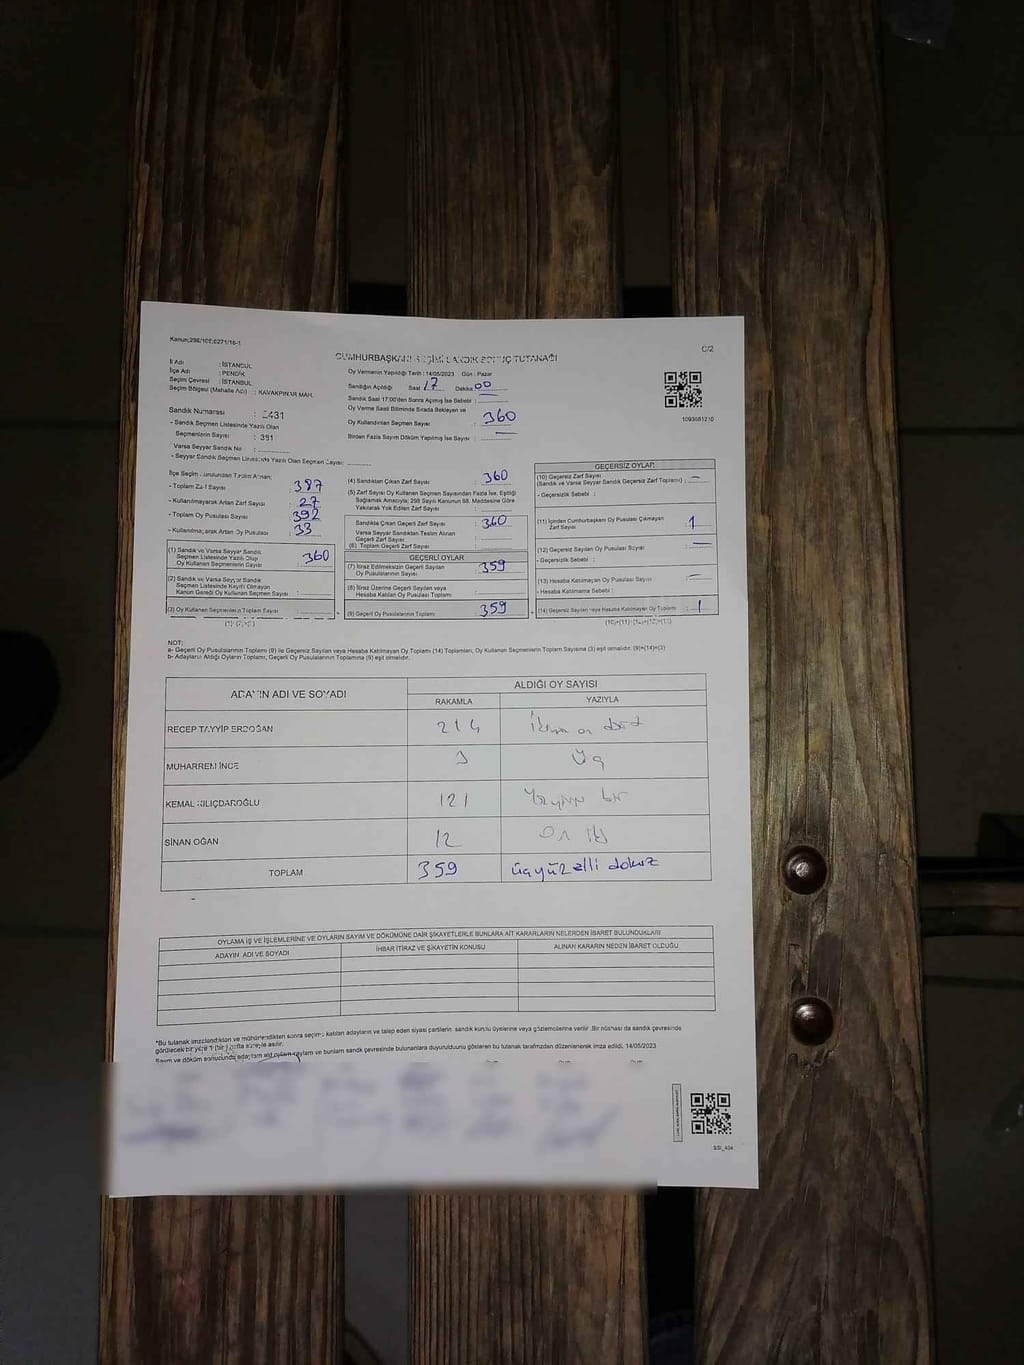 Kanun:298/105,6271/16-1
C/2
CUMHURBAŞKANI SEÇİMİ SANDIK SONUÇ TUTANAĞI
İl Adı : İSTANBUL
İlçe Adı : PENDİK
Seçim Çevresi : İSTANBUL
Seçim Bölgesi (Mahalle Adı) : KAVAKPINAR MAH.
Sandık Numarası : 2431
- Sandık Seçmen Listesinde Yazılı Olan
Seçmenlerin Sayısı : 391
Varsa Seyyar Sandık No :
- Seyyar Sandık Seçmen Listesinde Yazılı Olan Seçmen Sayısı:
Oy Vermenin Yapıldığı Tarih : 14/05/2023 Gün : Pazar
Sandığın Açıldığı Saat : 17 Dakika : 00
Sandık Saat 17:00'den Sonra Açılmış İse Sebebi :
Oy Verme Saati Bitiminde Sırada Bekleyen ve
Oy Kullandırılan Seçmen Sayısı : 360
Birden Fazla Sayım Döküm Yapılmış İse Sayısı : —
1093681210
İlçe Seçim Kurulundan Teslim Alınan;
- Toplam Zarf Sayısı : 387
- Kullanılmayarak Artan Zarf Sayısı : 27
- Toplam Oy Pusulası Sayısı : 392
- Kullanılmayarak Artan Oy Pusulası : 33
(1) Sandık ve Varsa Seyyar Sandık
Seçmen Listesinde Yazılı Olup
Oy Kullanan Seçmenlerin Sayısı : 360
(2) Sandık ve Varsa Seyyar Sandık
Seçmen Listesinde Kayıtlı Olmayan
Kanun Gereği Oy Kullanan Seçmen Sayısı :
(3) Oy Kullanan Seçmenlerin Toplam Sayısı :
(4) Sandıktan Çıkan Zarf Sayısı : 360
(5) Zarf Sayısı Oy Kullanan Seçmen Sayısından Fazla İse, Eşitliği
Sağlamak Amacıyla; 298 Sayılı Kanunun 98. Maddesine Göre
Yakılarak Yok Edilen Zarf Sayısı :
Sandıkta Çıkan Geçerli Zarf Sayısı : 360
Varsa Seyyar Sandıktan Teslim Alınan
Geçerli Zarf Sayısı :
(6) Toplam Geçerli Zarf Sayısı :
GEÇERLİ OYLAR
(7) İtiraz Edilmeksizin Geçerli Sayılan
Oy Pusulalarının Sayısı : 359
(8) İtiraz Üzerine Geçerli Sayılan veya
Hesaba Katılan Oy Pusulası Toplamı :
(9) Geçerli Oy Pusulalarının Toplamı : 359
GEÇERSİZ OYLAR
(10) Geçersiz Zarf Sayısı
(Sandık ve Varsa Seyyar Sandık Geçersiz Zarf Toplamı) : —
- Geçersizlik Sebebi :
(11) İçinden Cumhurbaşkanı Oy Pusulası Çıkmayan
Zarf Sayısı : 1
(12) Geçersiz Sayılan Oy Pusulası Sayısı : —
- Geçersizlik Sebebi :
(13) Hesaba Katılmayan Oy Pusulası Sayısı : —
- Hesaba Katılmama Sebebi :
(14) Geçersiz Sayılan veya Hesaba Katılmayan Oy Toplamı : 1
(10)+(11)+(12)+(13)
NOT:
a- Geçerli Oy Pusulalarının Toplamı (9) ile Geçersiz Sayılan veya Hesaba Katılmayan Oy Toplamı (14) Toplamları, Oy Kullanan Seçmenlerin Toplam Sayısına (3) eşit olmalıdır. (9)+(14)=(3)
b- Adayların Aldığı Oyların Toplamı, Geçerli Oy Pusulalarının Toplamına (9) eşit olmalıdır.
ADAYIN ADI VE SOYADI
ALDIĞI OY SAYISI
RAKAMLA YAZIYLA
RECEP TAYYİP ERDOĞAN 214
MUHARREM İNCE 3 üç
KEMAL KILIÇDAROĞLU 121
SİNAN OĞAN 12 on iki
TOPLAM 359 üçyüz elli dokuz
OYLAMA İŞ VE İŞLEMLERİNE VE OYLARIN SAYIM VE DÖKÜMÜNE DAİR ŞİKAYETLERLE BUNLARA AİT KARARLARIN NELERDEN İBARET BULUNDUKLARI
ADAYIN ADI VE SOYADI İHBAR İTİRAZ VE ŞİKAYETİN KONUSU ALINAN KARARIN NEDEN İBARET OLDUĞU
*Bu tutanak imzalandıktan ve mühürlendikten sonra seçime katılan adayların ve talep eden siyasi partilerin sandık kurulu üyelerine veya gözlemcilerine verilir. Bir nüshası da sandık çevresinde
görülecek bir yere 1 (bir) hafta süreyle asılır.
Sayım ve döküm sonucunda adayların aldığı oyların sayıları ve bunların sandık çevresinde bulunanlara duyurulduğunu gösteren bu tutanak tarafımızdan düzenlenerek imza edildi. 14/05/2023